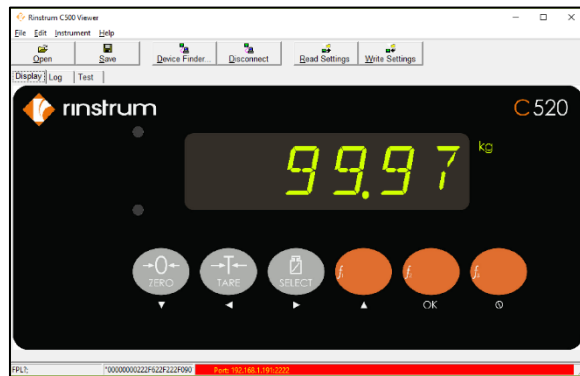 Rinstrum C500 Viewer
File Edit Instrument Help
Open Save Device Finder... Disconnect Read Settings Write Settings
Display Log Test
rinstrum C520
99.97 kg
→0← →T←
ZERO TARE SELECT
OK
FPL?; "00000000222F622F222F090' Port: 192.168.1.191:2222